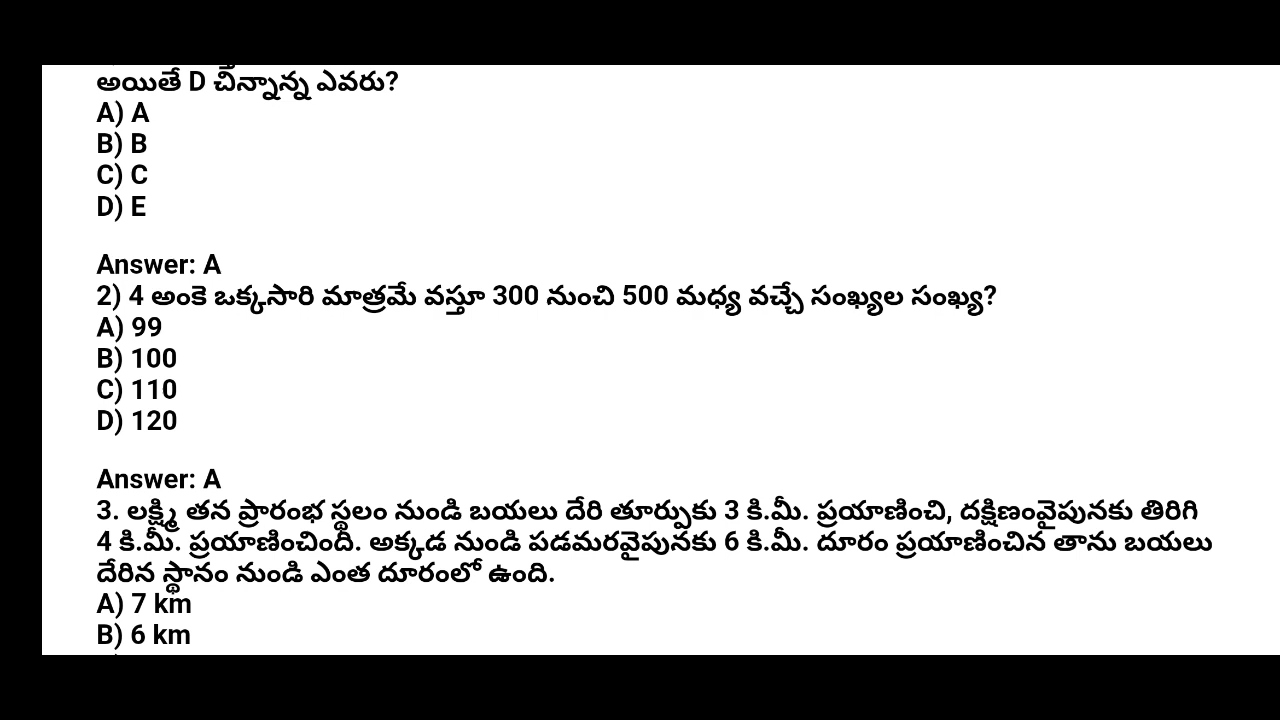 అయితే D చిన్నాన్న ఎవరు?
A) A
B) B
C) C
D) E
Answer: A
2) 4 అంకె ఒక్కసారి మాత్రమే వస్తూ 300 నుంచి 500 మధ్య వచ్చే సంఖ్యల సంఖ్య?
A) 99
B) 100
C) 110
D) 120
Answer: A
3. లక్ష్మి తన ప్రారంభ స్థలం నుండి బయలు దేరి తూర్పుకు 3 కి.మీ. ప్రయాణించి, దక్షిణంవైపునకు తిరిగి
4 కి.మీ. ప్రయాణించింది. అక్కడ నుండి పడమరవైపునకు 6 కి.మీ. దూరం ప్రయాణించిన తాను బయలు
దేరిన స్థానం నుండి ఎంత దూరంలో ఉంది.
A) 7 km
B) 6 km